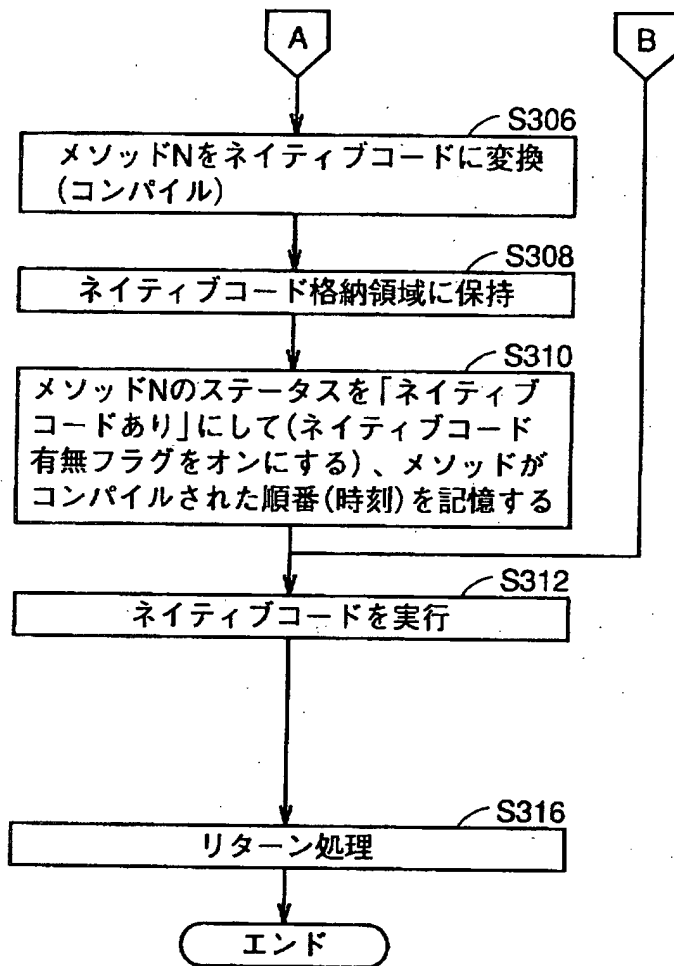 A
B
S306
メソッドNをネイティブコードに変換
(コンパイル)
S308
ネイティブコード格納領域に保持
S310
メソッドNのステータスを「ネイティブ
コードあり」にして(ネイティブコード
有無フラグをオンにする)、メソッドが
コンパイルされた順番(時刻)を記憶する
S312
ネイティブコードを実行
S316
リターン処理
エンド